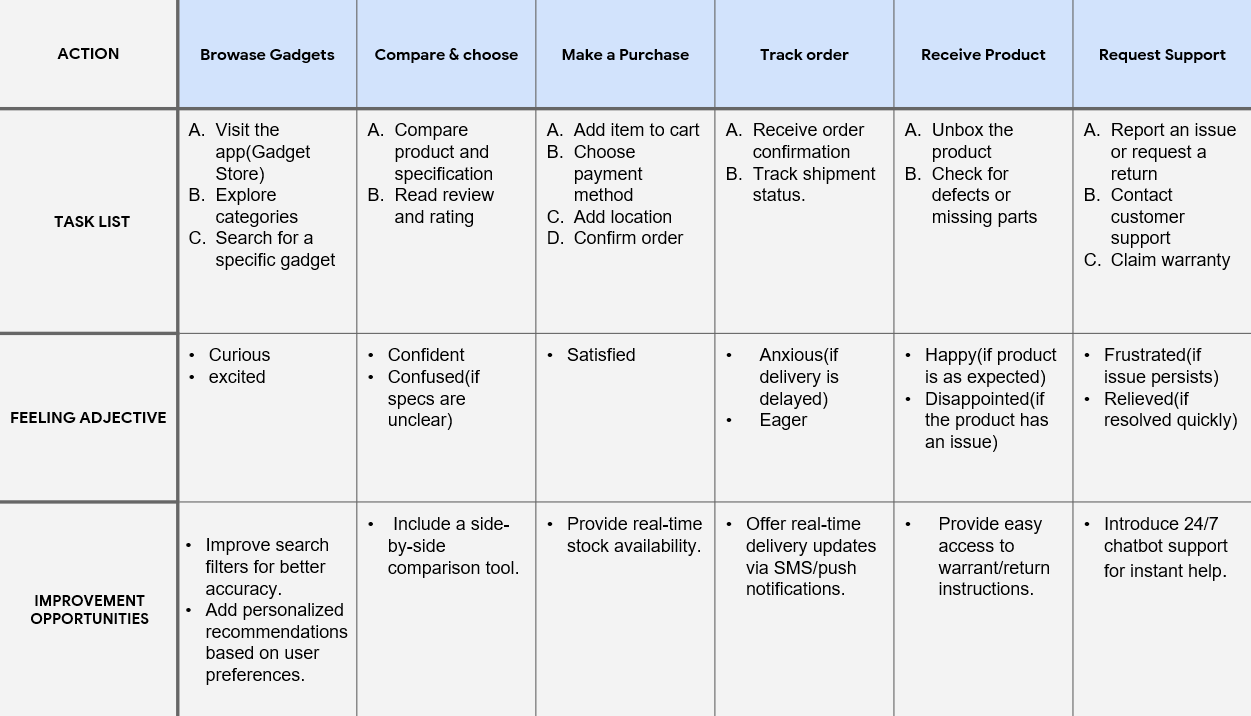 ACTION
Browase Gadgets
Compare & choose
Make a Purchase
Track order
Receive Product
Request Support
TASK LIST
A. Visit the
app(Gadget
Store)
B. Explore
categories
C. Search for a
specific gadget
A. Compare
product and
specification
B. Read review
and rating
A. Add item to cart
B. Choose
payment
method
C. Add location
D. Confirm order
A. Receive order
confirmation
B. Track shipment
status.
A. Unbox the
product
B. Check for
defects or
missing parts
A. Report an issue
or request a
return
B. Contact
customer
support
C. Claim warranty
FEELING ADJECTIVE
• Curious
• excited
• Confident
• Confused(if
specs are
unclear)
• Satisfied
• Anxious(if
delivery is
delayed)
• Eager
• Happy(if product
is as expected)
• Disappointed(if
the product has
an issue)
• Frustrated(if
issue persists)
• Relieved(if
resolved quickly)
IMPROVEMENT
OPPORTUNITIES
• Improve search
filters for better
accuracy.
• Add personalized
recommendations
based on user
preferences.
• Include a side-
by-side
comparison tool.
• Provide real-time
stock availability.
• Offer real-time
delivery updates
via SMS/push
notifications.
• Provide easy
access to
warrant/return
instructions.
• Introduce 24/7
chatbot support
for instant help.